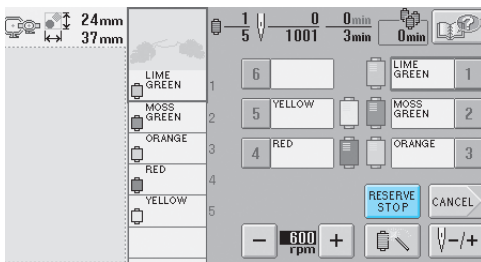 24mm
37mm
1
5
0
1001
0min
3min
0min
LIME
GREEN
1
MOSS
GREEN
2
ORANGE
3
RED
4
YELLOW
5
6
LIME
GREEN
1
5
YELLOW
MOSS
GREEN
2
4
RED
ORANGE
3
RESERVE
STOP
CANCEL
−
600
rpm
+
−/+